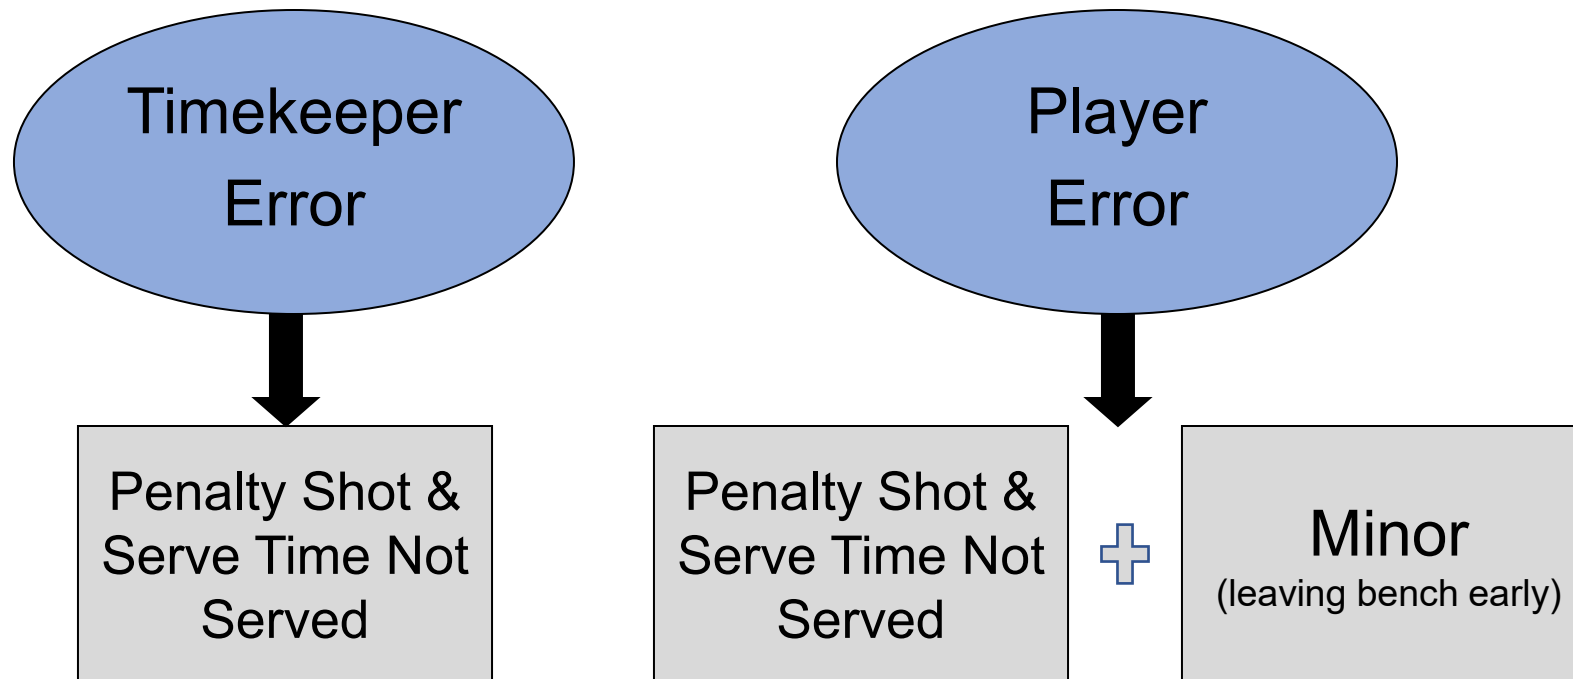 Timekeeper
Error
Player
Error
Penalty Shot &
Serve Time Not
Served
Penalty Shot &
Serve Time Not
Served
Minor
(leaving bench early)